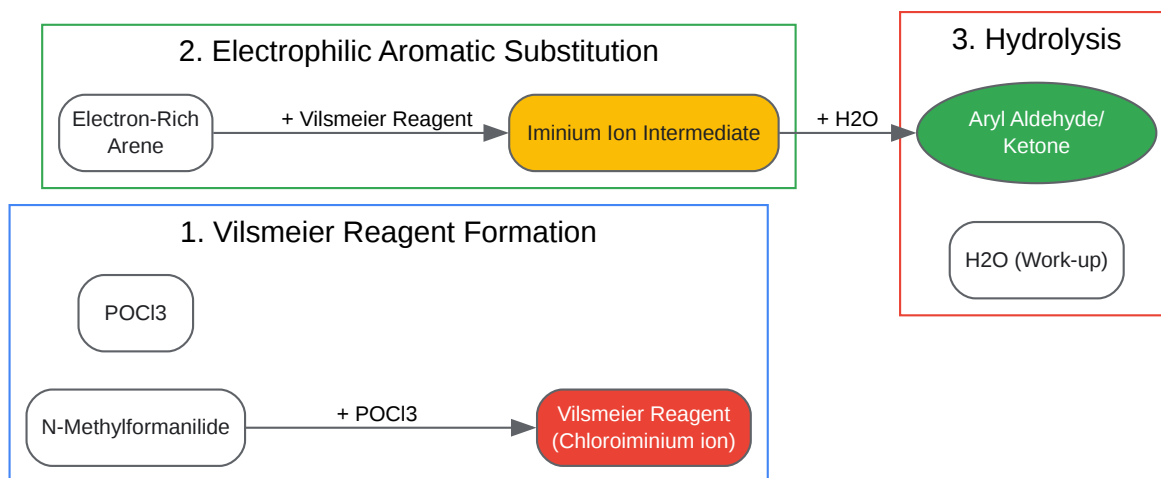 2. Electrophilic Aromatic Substitution
Electron-Rich
Arene
+ Vilsmeier Reagent
Iminium Ion Intermediate
+ H2O
3. Hydrolysis
Aryl Aldehyde/
Ketone
H2O (Work-up)
1. Vilsmeier Reagent Formation
POCl3
N-Methylformanilide
+ POCl3
Vilsmeier Reagent
(Chloroiminium ion)